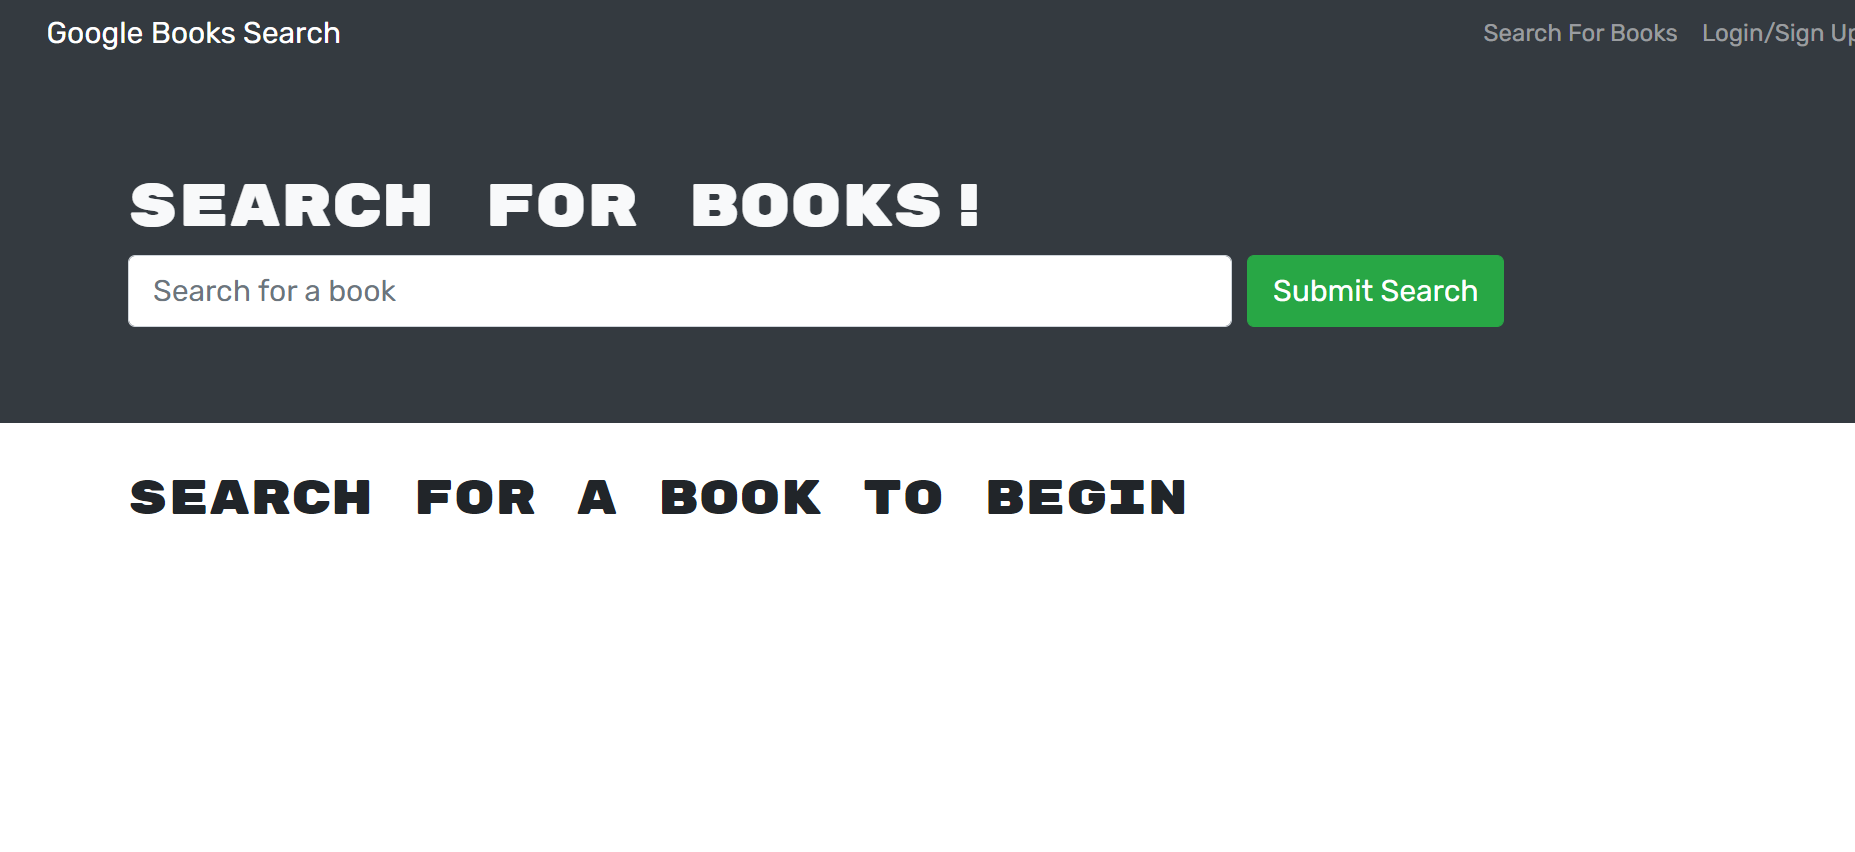 Google Books Search
Search For Books
Login/Sign Up
SEARCH FOR BOOKS!
Search for a book
Submit Search
SEARCH FOR A BOOK TO BEGIN